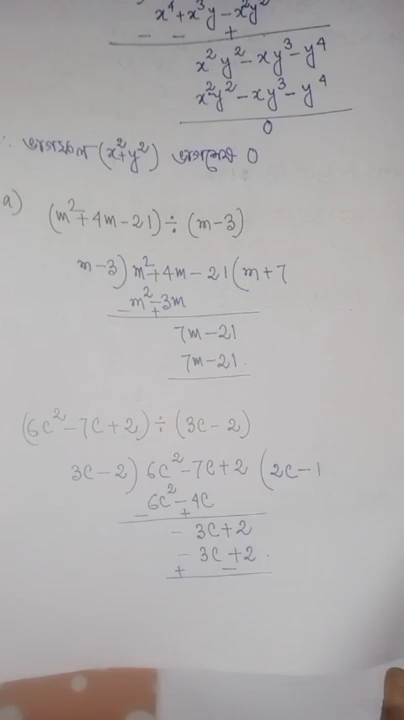 x⁴ + x³y - x²y²
- - +
x²y² - xy³ - y⁴
x²y² - xy³ - y⁴
0
∴ ভাগফল (x²+y²) ভাগশেষ 0
a) (m²+4m-21) ÷ (m-3)
m-3) m²+4m-21 (m+7
m²-3m
- +
7m-21
7m-21
(6c²-7c+2) ÷ (3c-2)
3c-2) 6c²-7c+2 (2c-1
6c²-4c
- +
- 3c+2
- 3c+2
+ -